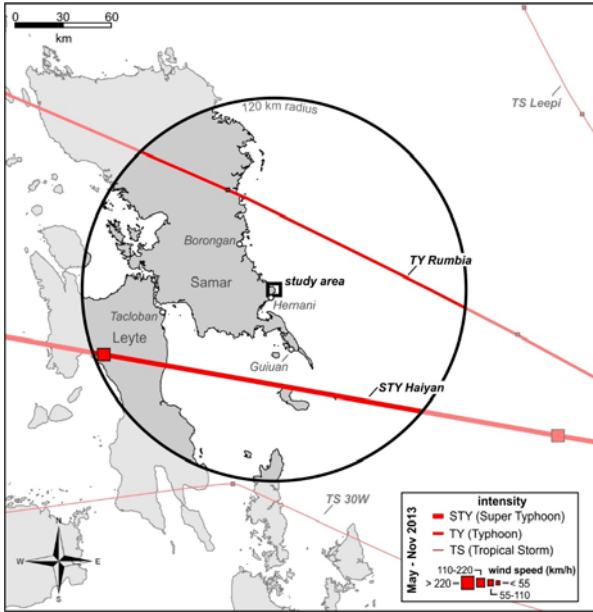 0 30 60
km
TS Leepi
120 km radius
Borongan
TY Rumbia
study area
Samar
Hernani
Tacloban
Leyte
Guiuan
STY Haiyan
TS 30W
N
W E
S
May - Nov 2013
intensity
STY (Super Typhoon)
TY (Typhoon)
TS (Tropical Storm)
110-220 wind speed (km/h)
> 220 < 55
55-110